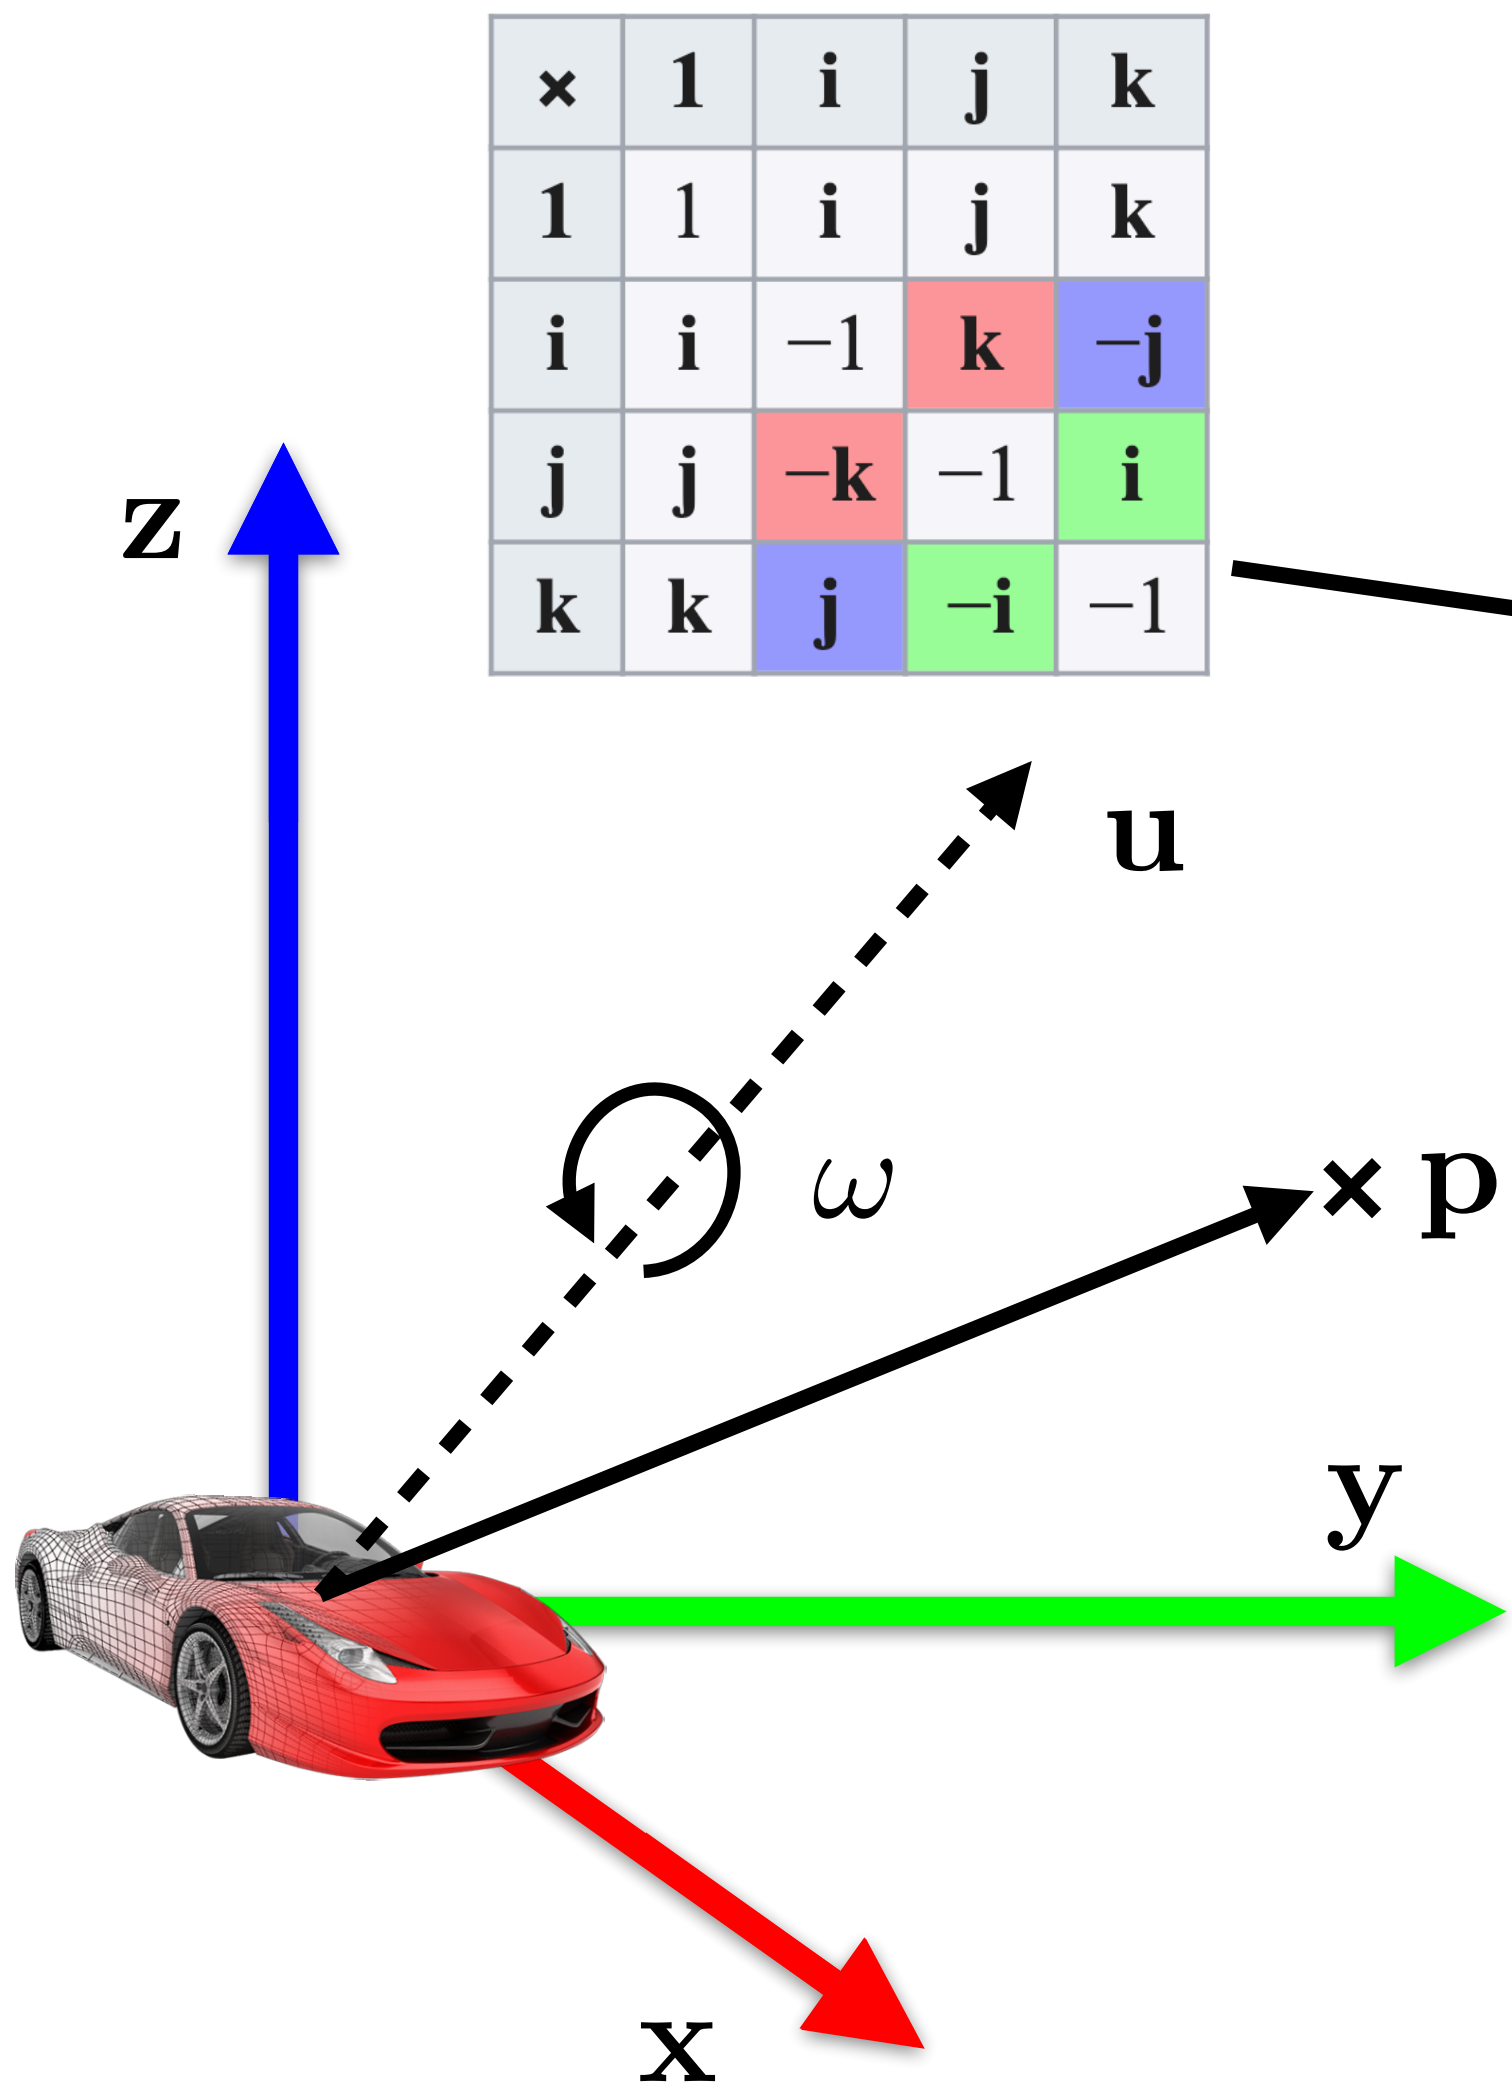 × 1 i j k
1 1 i j k
i i −1 k −j
j j −k −1 i
k k j −i −1
z
u
ω
× p
y
x